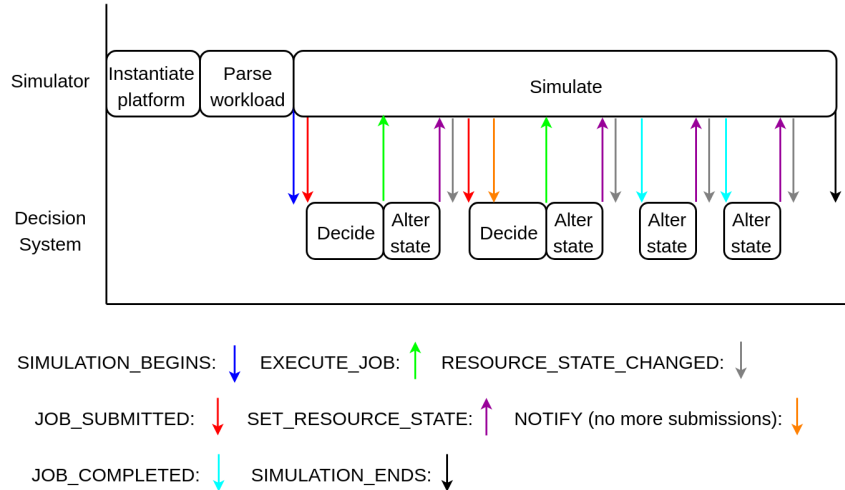 Simulator
Instantiate
platform
Parse
workload
Simulate
Decision
System
Decide
Alter
state
Decide
Alter
state
Alter
state
Alter
state
SIMULATION_BEGINS:
EXECUTE_JOB:
RESOURCE_STATE_CHANGED:
JOB_SUBMITTED:
SET_RESOURCE_STATE:
NOTIFY (no more submissions):
JOB_COMPLETED:
SIMULATION_ENDS: